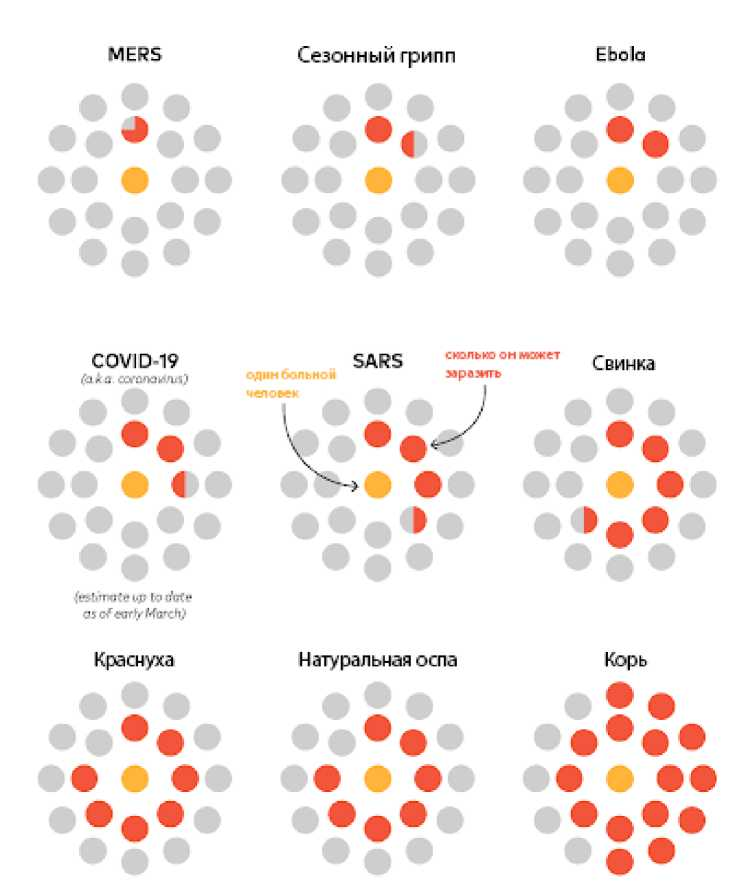 MERS
Сезонный грипп
Ebola
COVID-19
(a.k.a. coronavirus)
один больной
человек
SARS
сколько он может
заразить
Свинка
(estimate up to date
as of early March)
Краснуха
Натуральная оспа
Корь